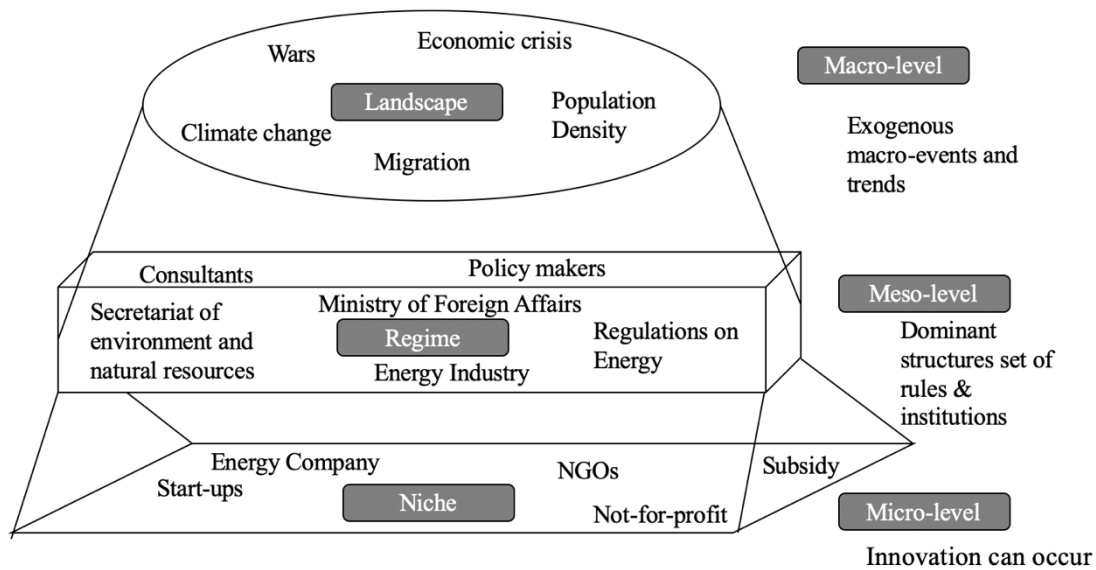 Economic crisis
Wars
Macro-level
Landscape
Population
Density
Climate change
Exogenous
macro-events and
trends
Migration
Policy makers
Consultants
Meso-level
Ministry of Foreign Affairs
Secretariat of
environment and
natural resources
Regime
Regulations on
Energy
Dominant
structures set of
rules &
institutions
Energy Industry
Energy Company
NGOs
Subsidy
Start-ups
Niche
Not-for-profit
Micro-level
Innovation can occur